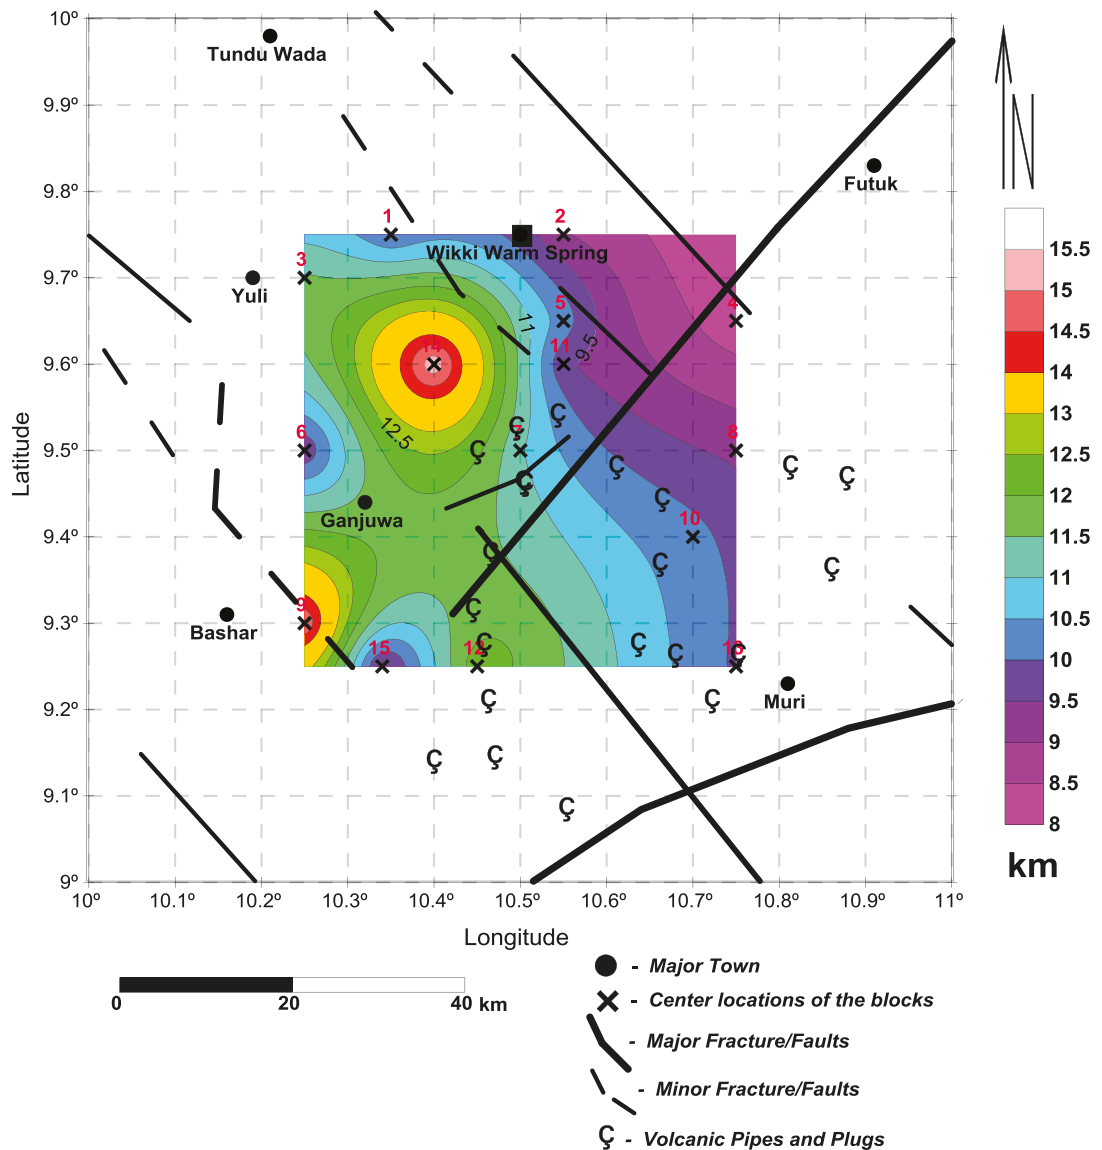 10º
9.9º
9.8º
9.7º
9.6º
9.5º
9.4º
9.3º
9.2º
9.1º
9º
Latitude
Tundu Wada
Futuk
1
2
Wikki Warm Spring
3
Yuli
5
4
11
11
9.5
14
12.5
6
7
8
Ganjuwa
10
9
Bashar
15
12
Muri
10º 10.1º 10.2º 10.3º 10.4º 10.5º 10.6º 10.7º 10.8º 10.9º 11º
Longitude
15.5
15
14.5
14
13
12.5
12
11.5
11
10.5
10
9.5
9
8.5
8
km
0 20 40 km
- Major Town
- Center locations of the blocks
- Major Fracture/Faults
- Minor Fracture/Faults
Ç - Volcanic Pipes and Plugs